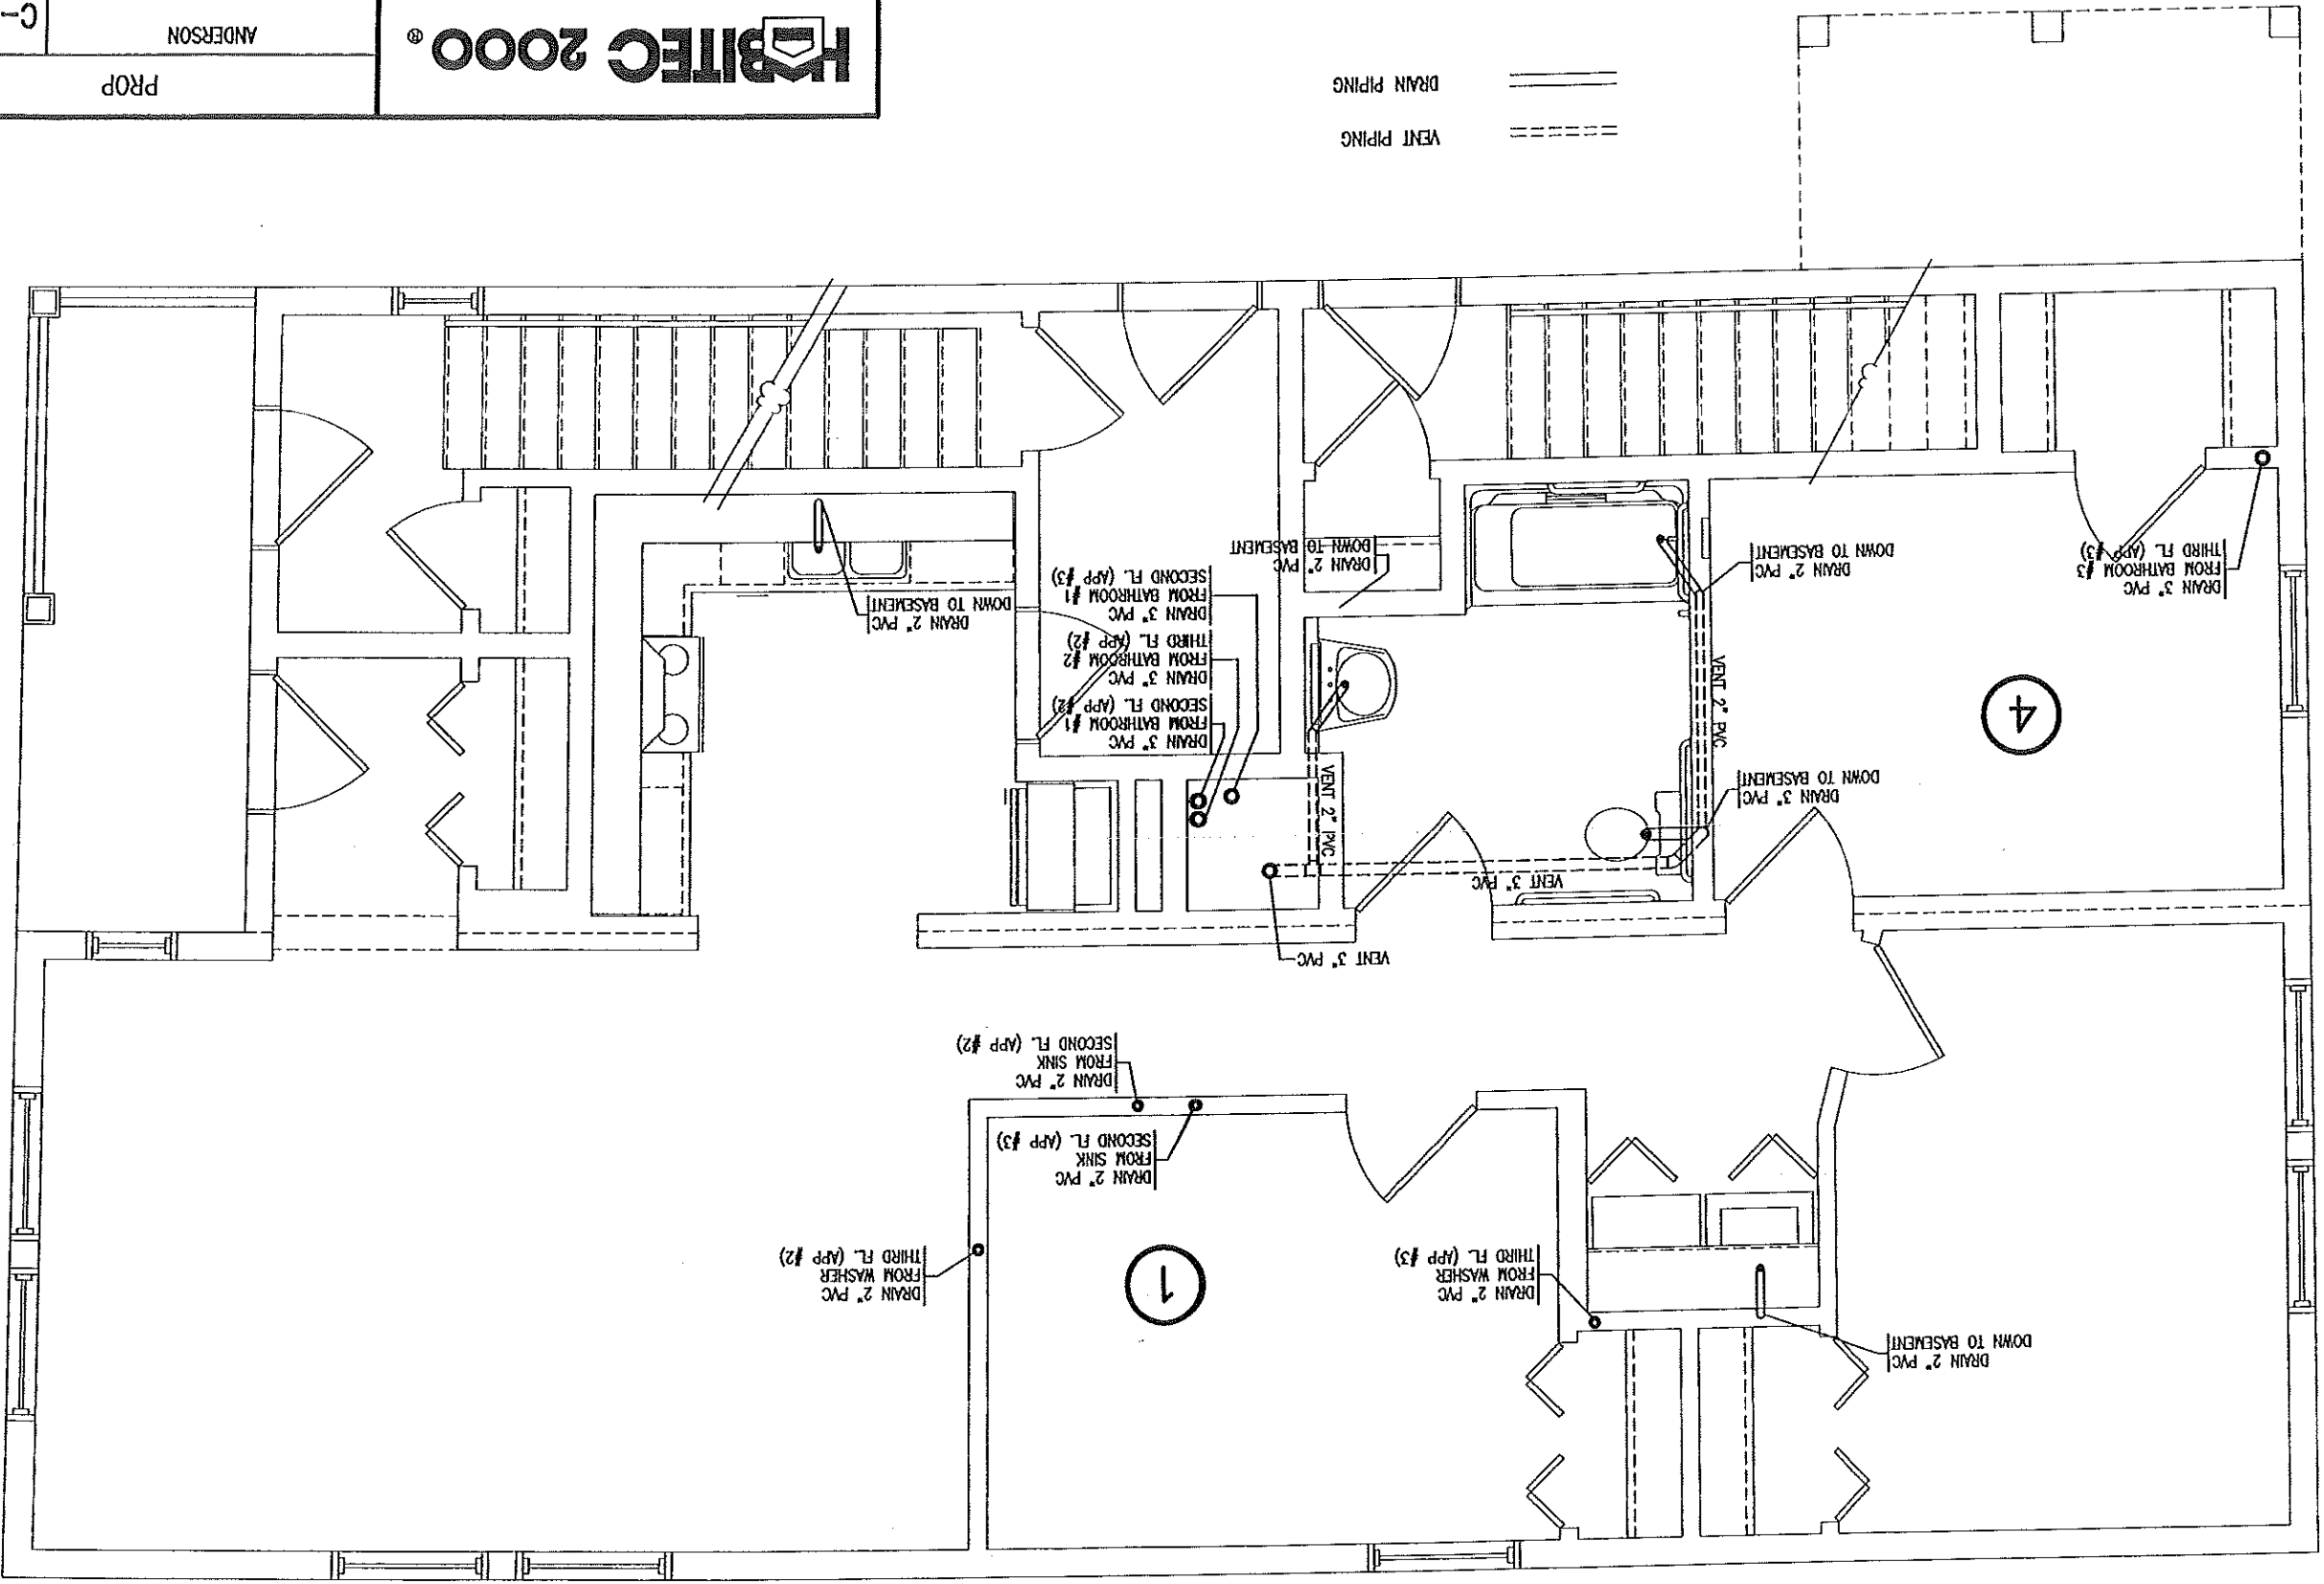 DRAIN 2" PVC
DOWN TO BASEMENT
DRAIN 2" PVC
FROM WASHER
THIRD FL. (APP #3)
1
DRAIN 2" PVC
FROM WASHER
THIRD FL. (APP #2)
DRAIN 2" PVC
FROM SINK
SECOND FL. (APP #3)
DRAIN 2" PVC
FROM SINK
SECOND FL. (APP #2)
VENT 3" PVC
VENT 3" PVC
VENT 2" PVC
DRAIN 3" PVC
DOWN TO BASEMENT
4
VENT 2" PVC
DRAIN 3" PVC
FROM BATHROOM #1
SECOND FL. (APP #2)
DRAIN 3" PVC
FROM BATHROOM #2
THIRD FL. (APP #2)
DRAIN 3" PVC
FROM BATHROOM #1
SECOND FL. (APP #3)
DRAIN 2" PVC
DOWN TO BASEMENT
DRAIN 3" PVC
FROM BATHROOM #3
THIRD FL. (APP #3)
DRAIN 2" PVC
DOWN TO BASEMENT
DRAIN 2" PVC
DOWN TO BASEMENT
VENT PIPING
DRAIN PIPING
HABITEC 2000 ®
PROP
ANDERSON
C-